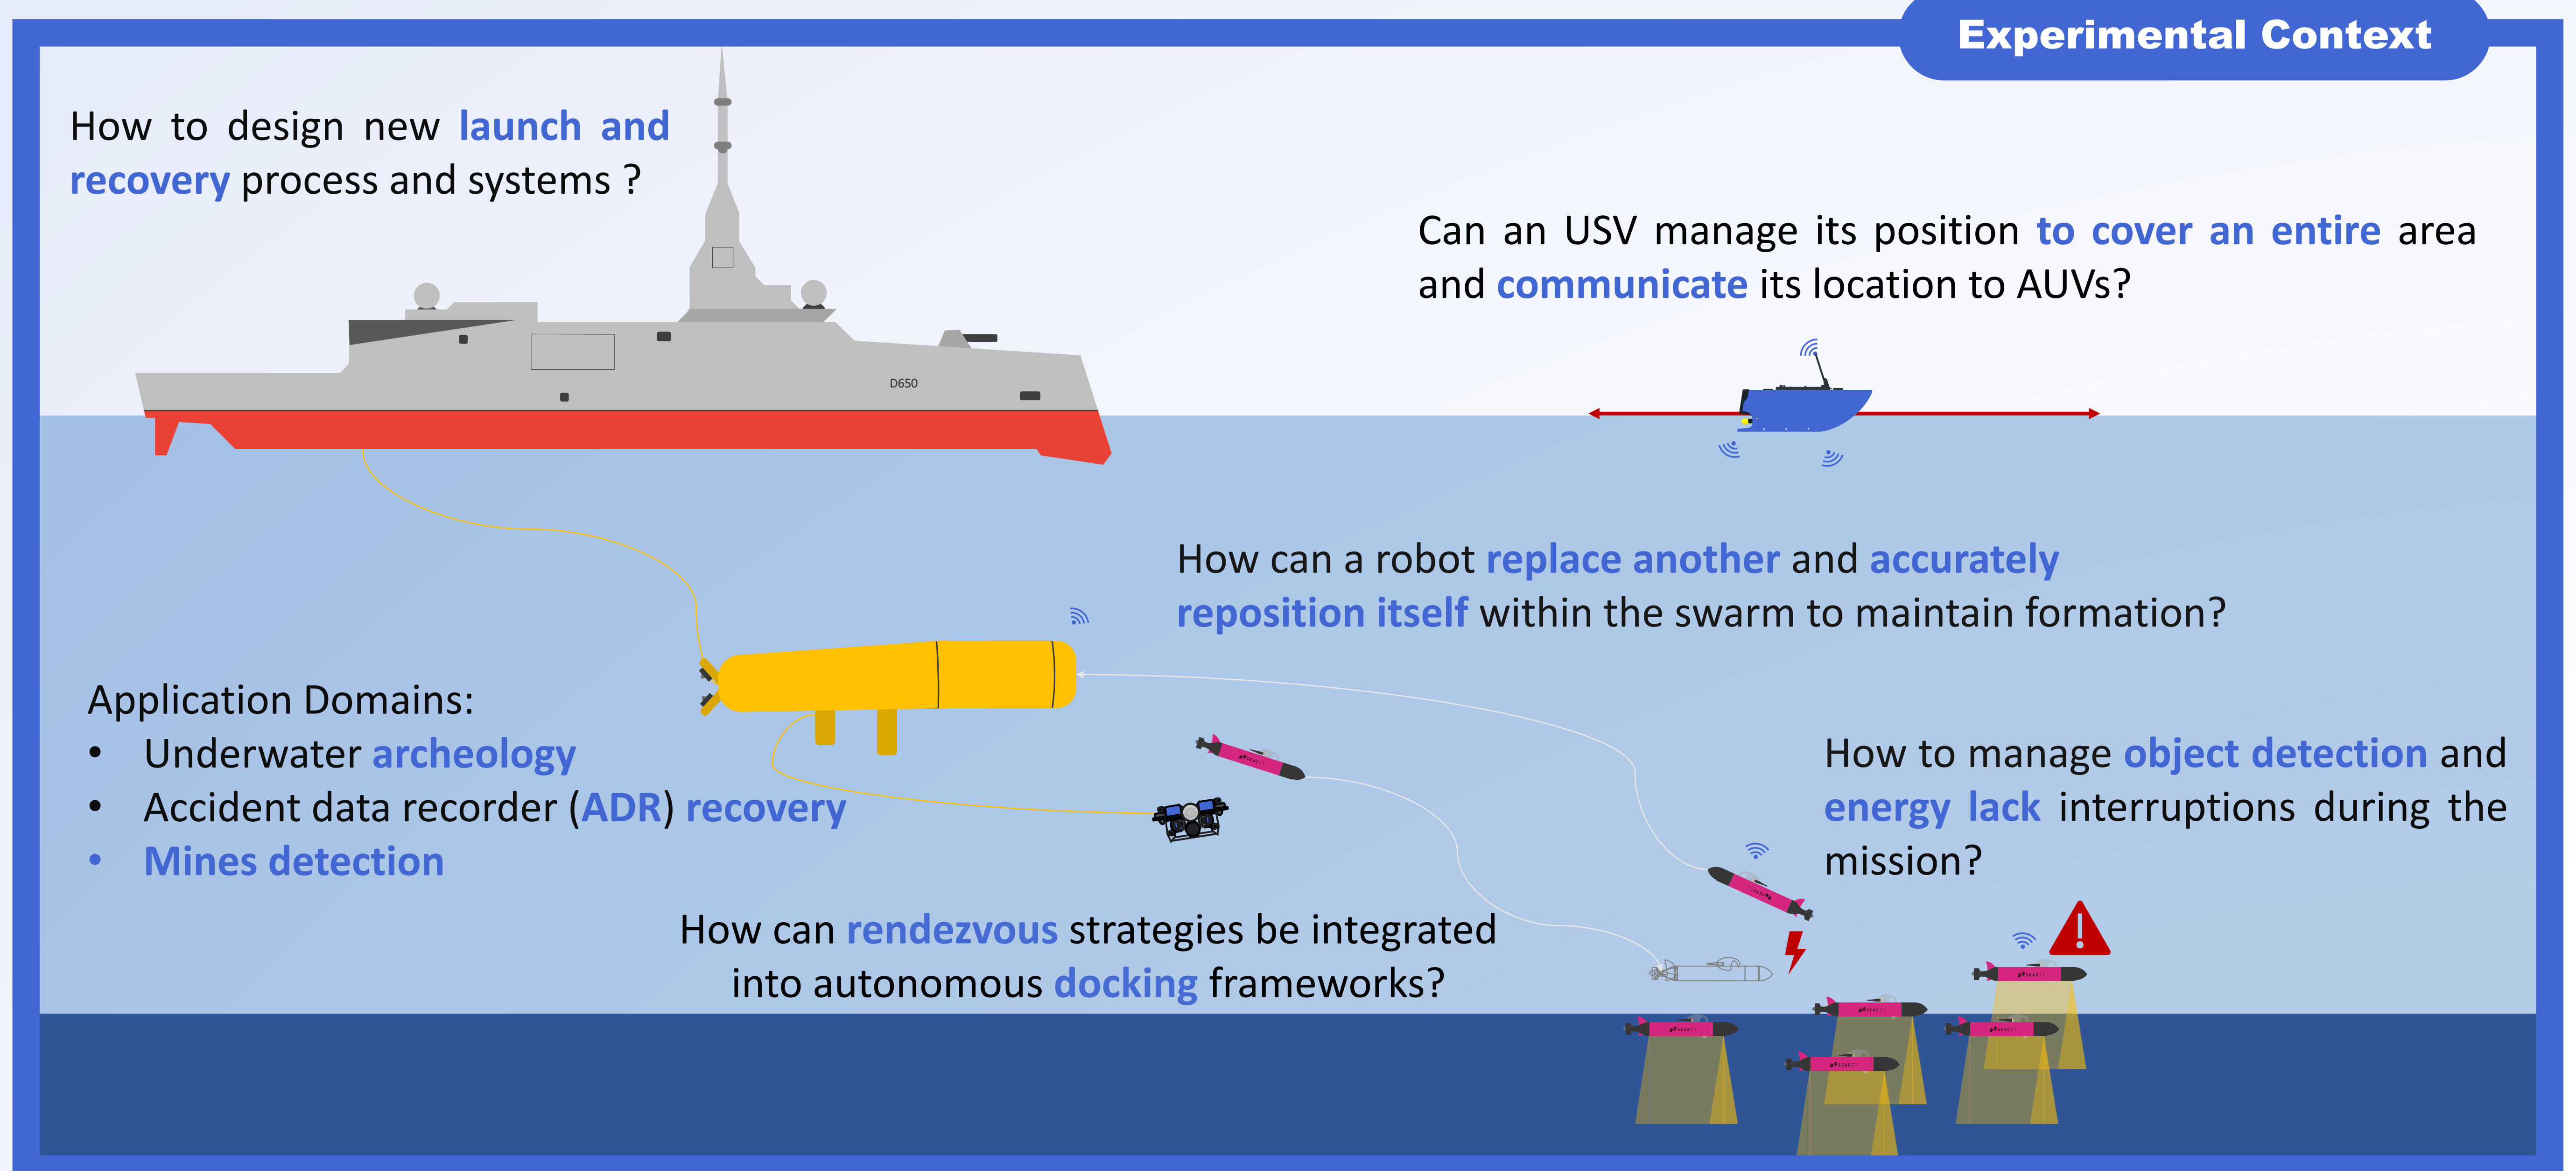 Experimental Context
How to design new launch and
recovery process and systems ?
Can an USV manage its position to cover an entire area
and communicate its location to AUVs?
D650
How can a robot replace another and accurately
reposition itself within the swarm to maintain formation?
Application Domains:
• Underwater archeology
• Accident data recorder (ADR) recovery
• Mines detection
How to manage object detection and
energy lack interruptions during the
mission?
How can rendezvous strategies be integrated
into autonomous docking frameworks?